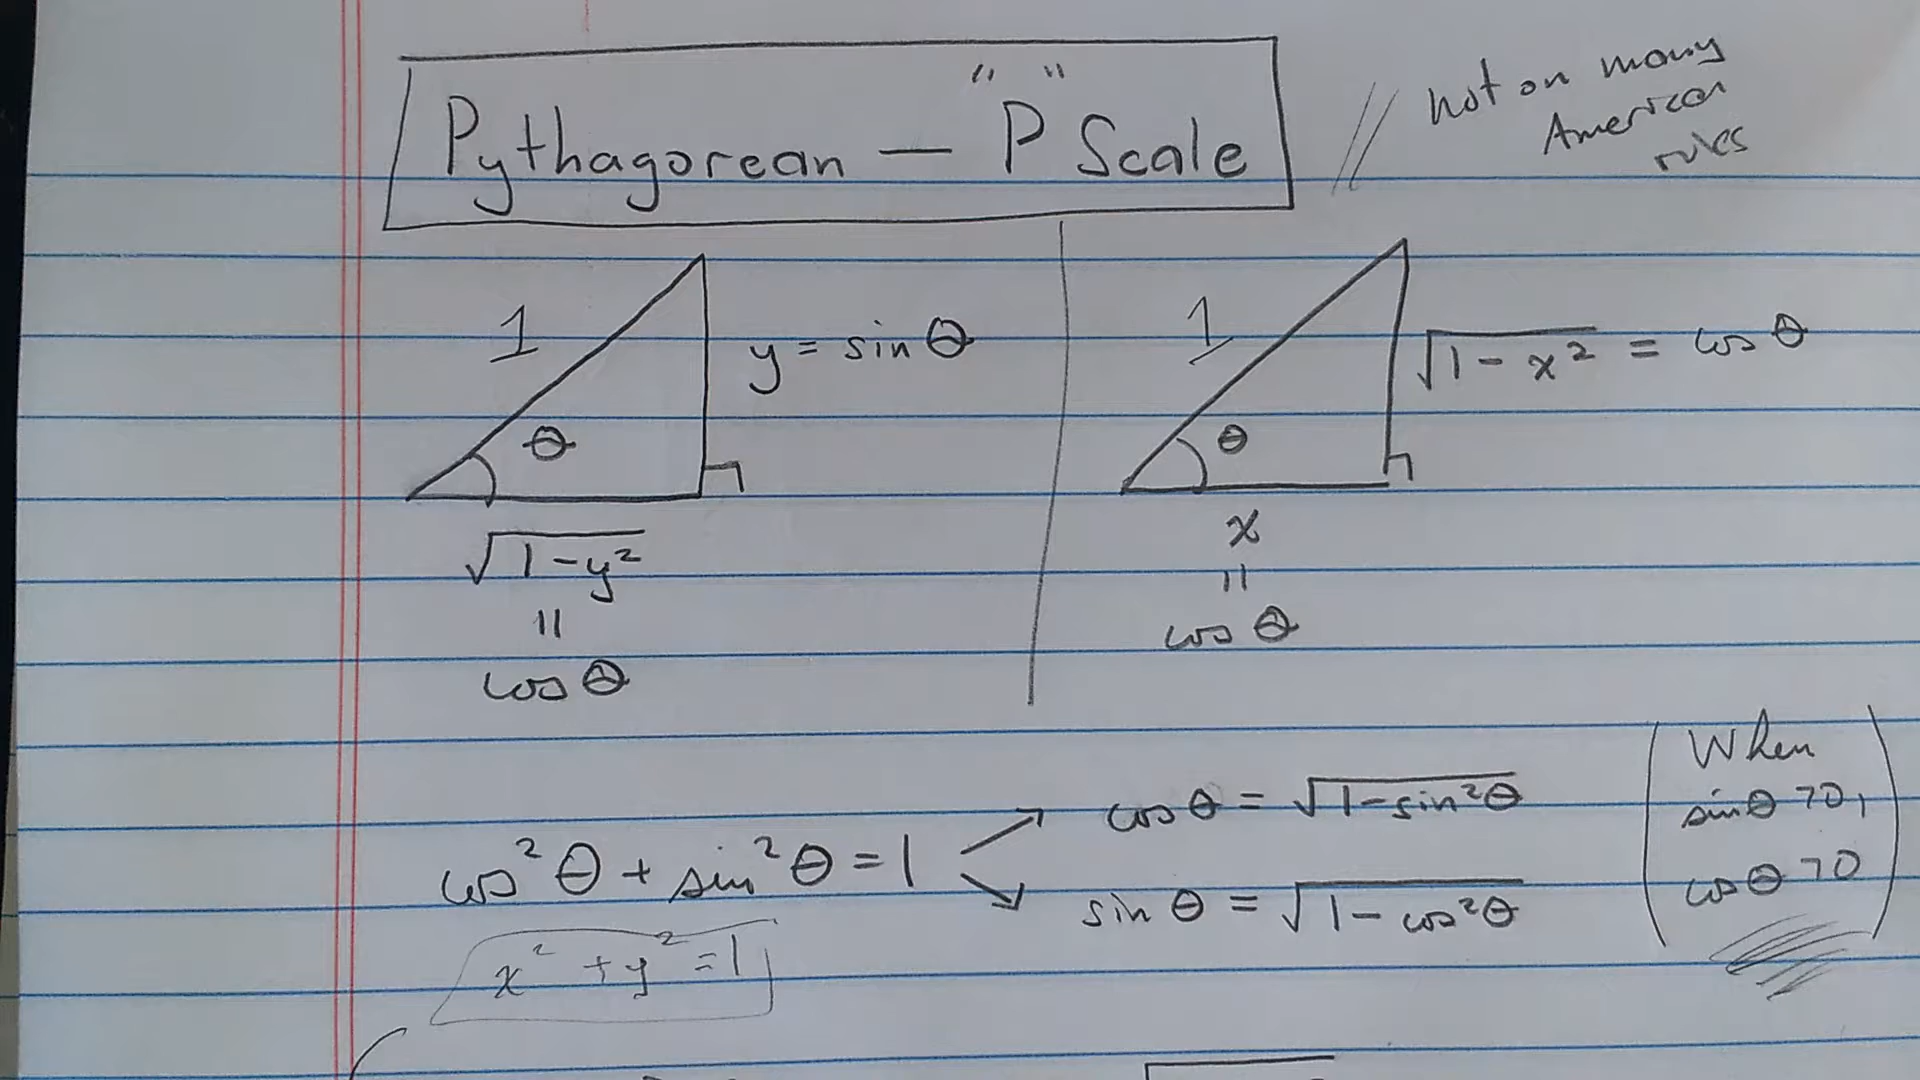 Pythagorean — "P" Scale
not on many
American
rules
1
y = sin θ
θ
√1-y²
=
cos θ
1
√1-x² = cos θ
θ
x
=
cos θ
cos²θ + sin²θ = 1
cos θ = √1-sin²θ
sin θ = √1-cos²θ
When
sin θ > 0,
cos θ > 0
x² + y² = 1